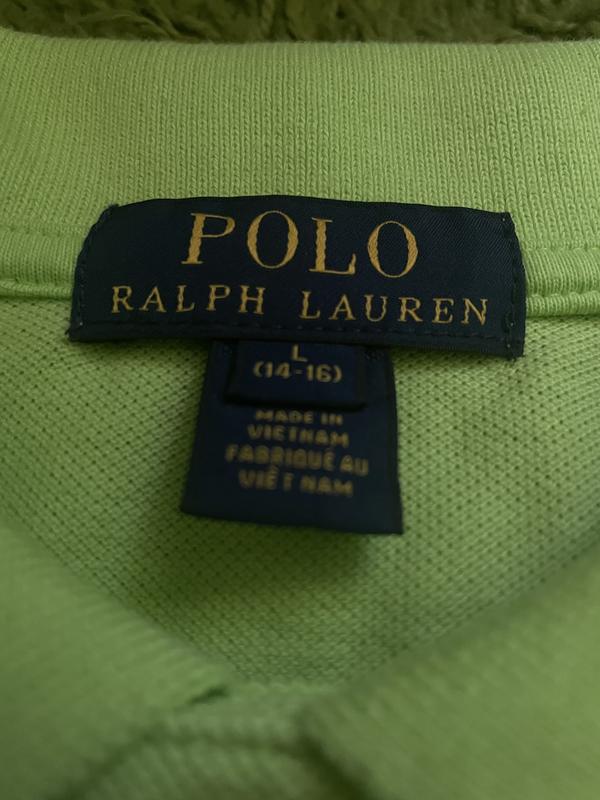 POLO
RALPH LAUREN
L
(14-16)
MADE IN
VIETNAM
FABRIQUÉ AU
VIÊT NAM